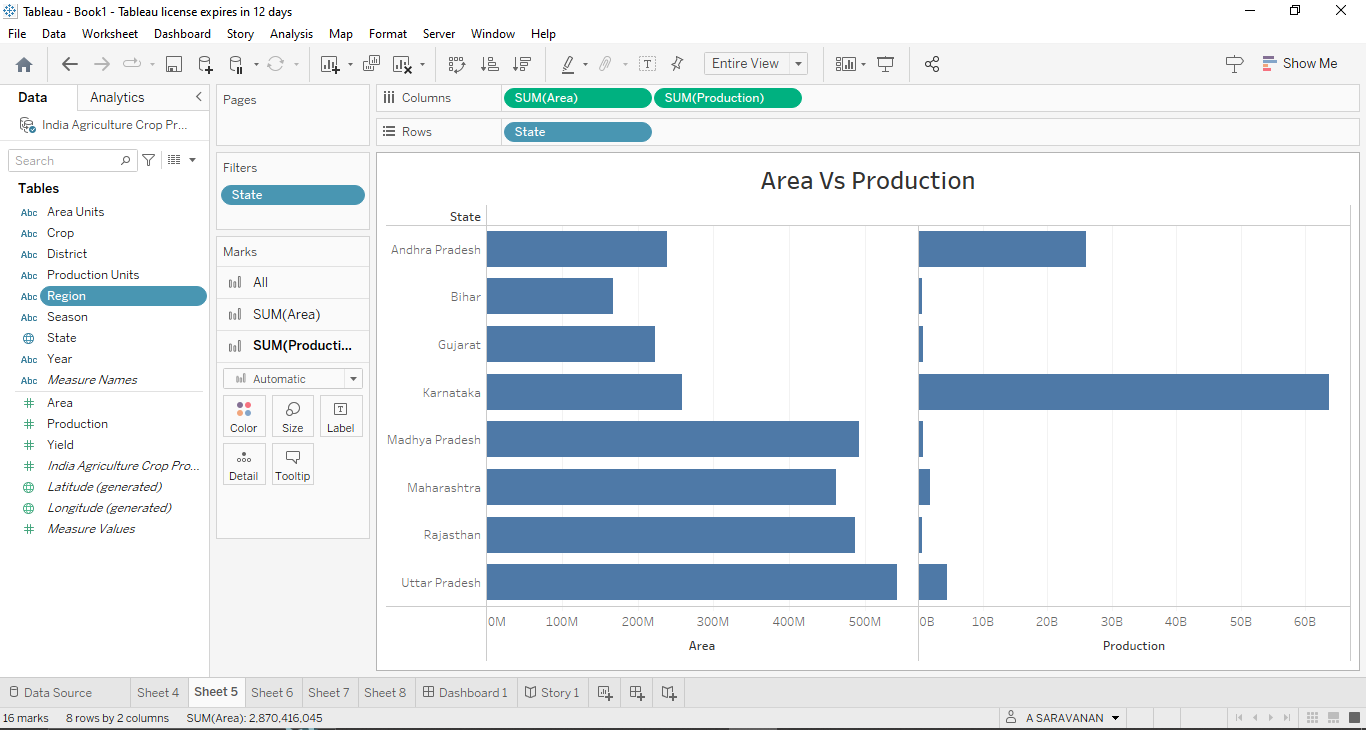 Tableau - Book1 - Tableau license expires in 12 days
File Data Worksheet Dashboard Story Analysis Map Format Server Window Help
Entire View
Show Me
Data Analytics
India Agriculture Crop Pr...
Search
Tables
Abc Area Units
Abc Crop
Abc District
Abc Production Units
Abc Region
Abc Season
State
Abc Year
Abc Measure Names
# Area
# Production
# Yield
# India Agriculture Crop Pro...
Latitude (generated)
Longitude (generated)
# Measure Values
Pages
Filters
State
Marks
All
SUM(Area)
SUM(Producti...
Automatic
Color Size Label
Detail Tooltip
Columns SUM(Area) SUM(Production)
Rows State
Area Vs Production
State
Andhra Pradesh
Bihar
Gujarat
Karnataka
Madhya Pradesh
Maharashtra
Rajasthan
Uttar Pradesh
0M 100M 200M 300M 400M 500M 0B 10B 20B 30B 40B 50B 60B
Area Production
Data Source Sheet 4 Sheet 5 Sheet 6 Sheet 7 Sheet 8 Dashboard 1 Story 1
16 marks 8 rows by 2 columns SUM(Area): 2,870,416,045 A SARAVANAN